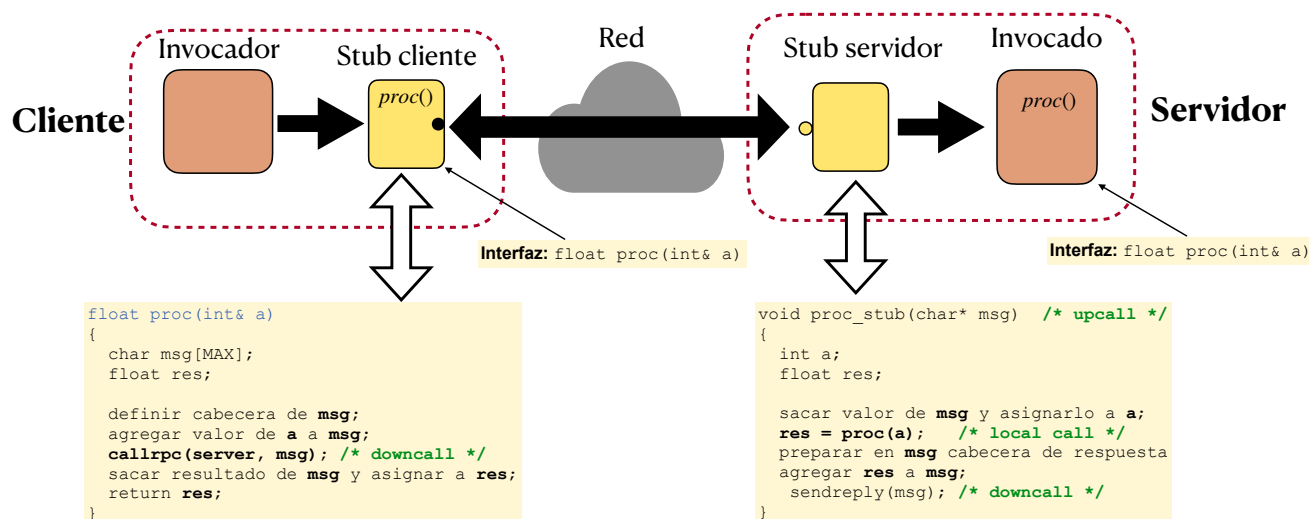 Cliente
Invocador
Stub cliente
proc()
Red
Stub servidor
Invocado
proc()
Servidor
Interfaz: float proc(int& a)
Interfaz: float proc(int& a)
float proc(int& a)
{
char msg[MAX];
float res;
definir cabecera de msg;
agregar valor de a a msg;
callrpc(server, msg); /* downcall */
sacar resultado de msg y asignar a res;
return res;
}
void proc_stub(char* msg) /* upcall */
{
int a;
float res;
sacar valor de msg y asignarlo a a;
res = proc(a); /* local call */
preparar en msg cabecera de respuesta
agregar res a msg;
sendreply(msg); /* downcall */
}